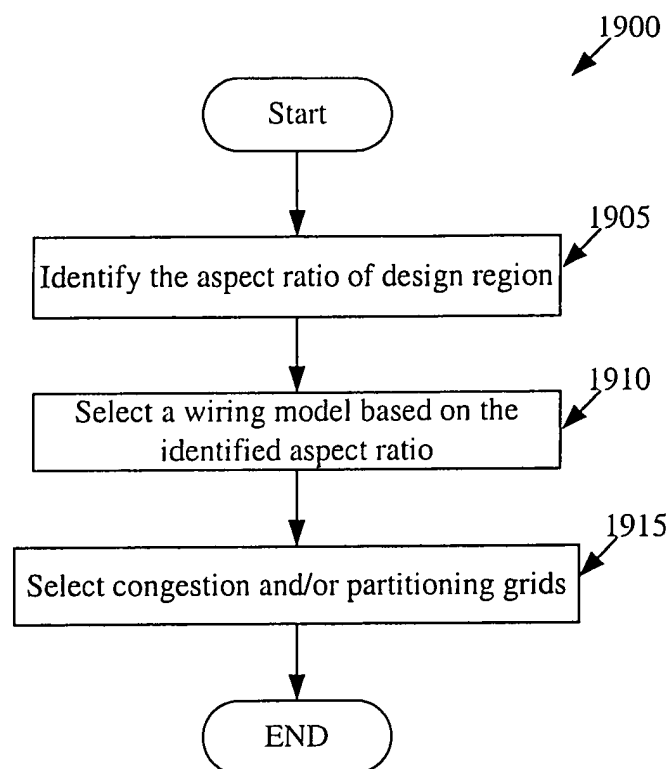 1900
Start
1905
Identify the aspect ratio of design region
1910
Select a wiring model based on the
identified aspect ratio
1915
Select congestion and/or partitioning grids
END